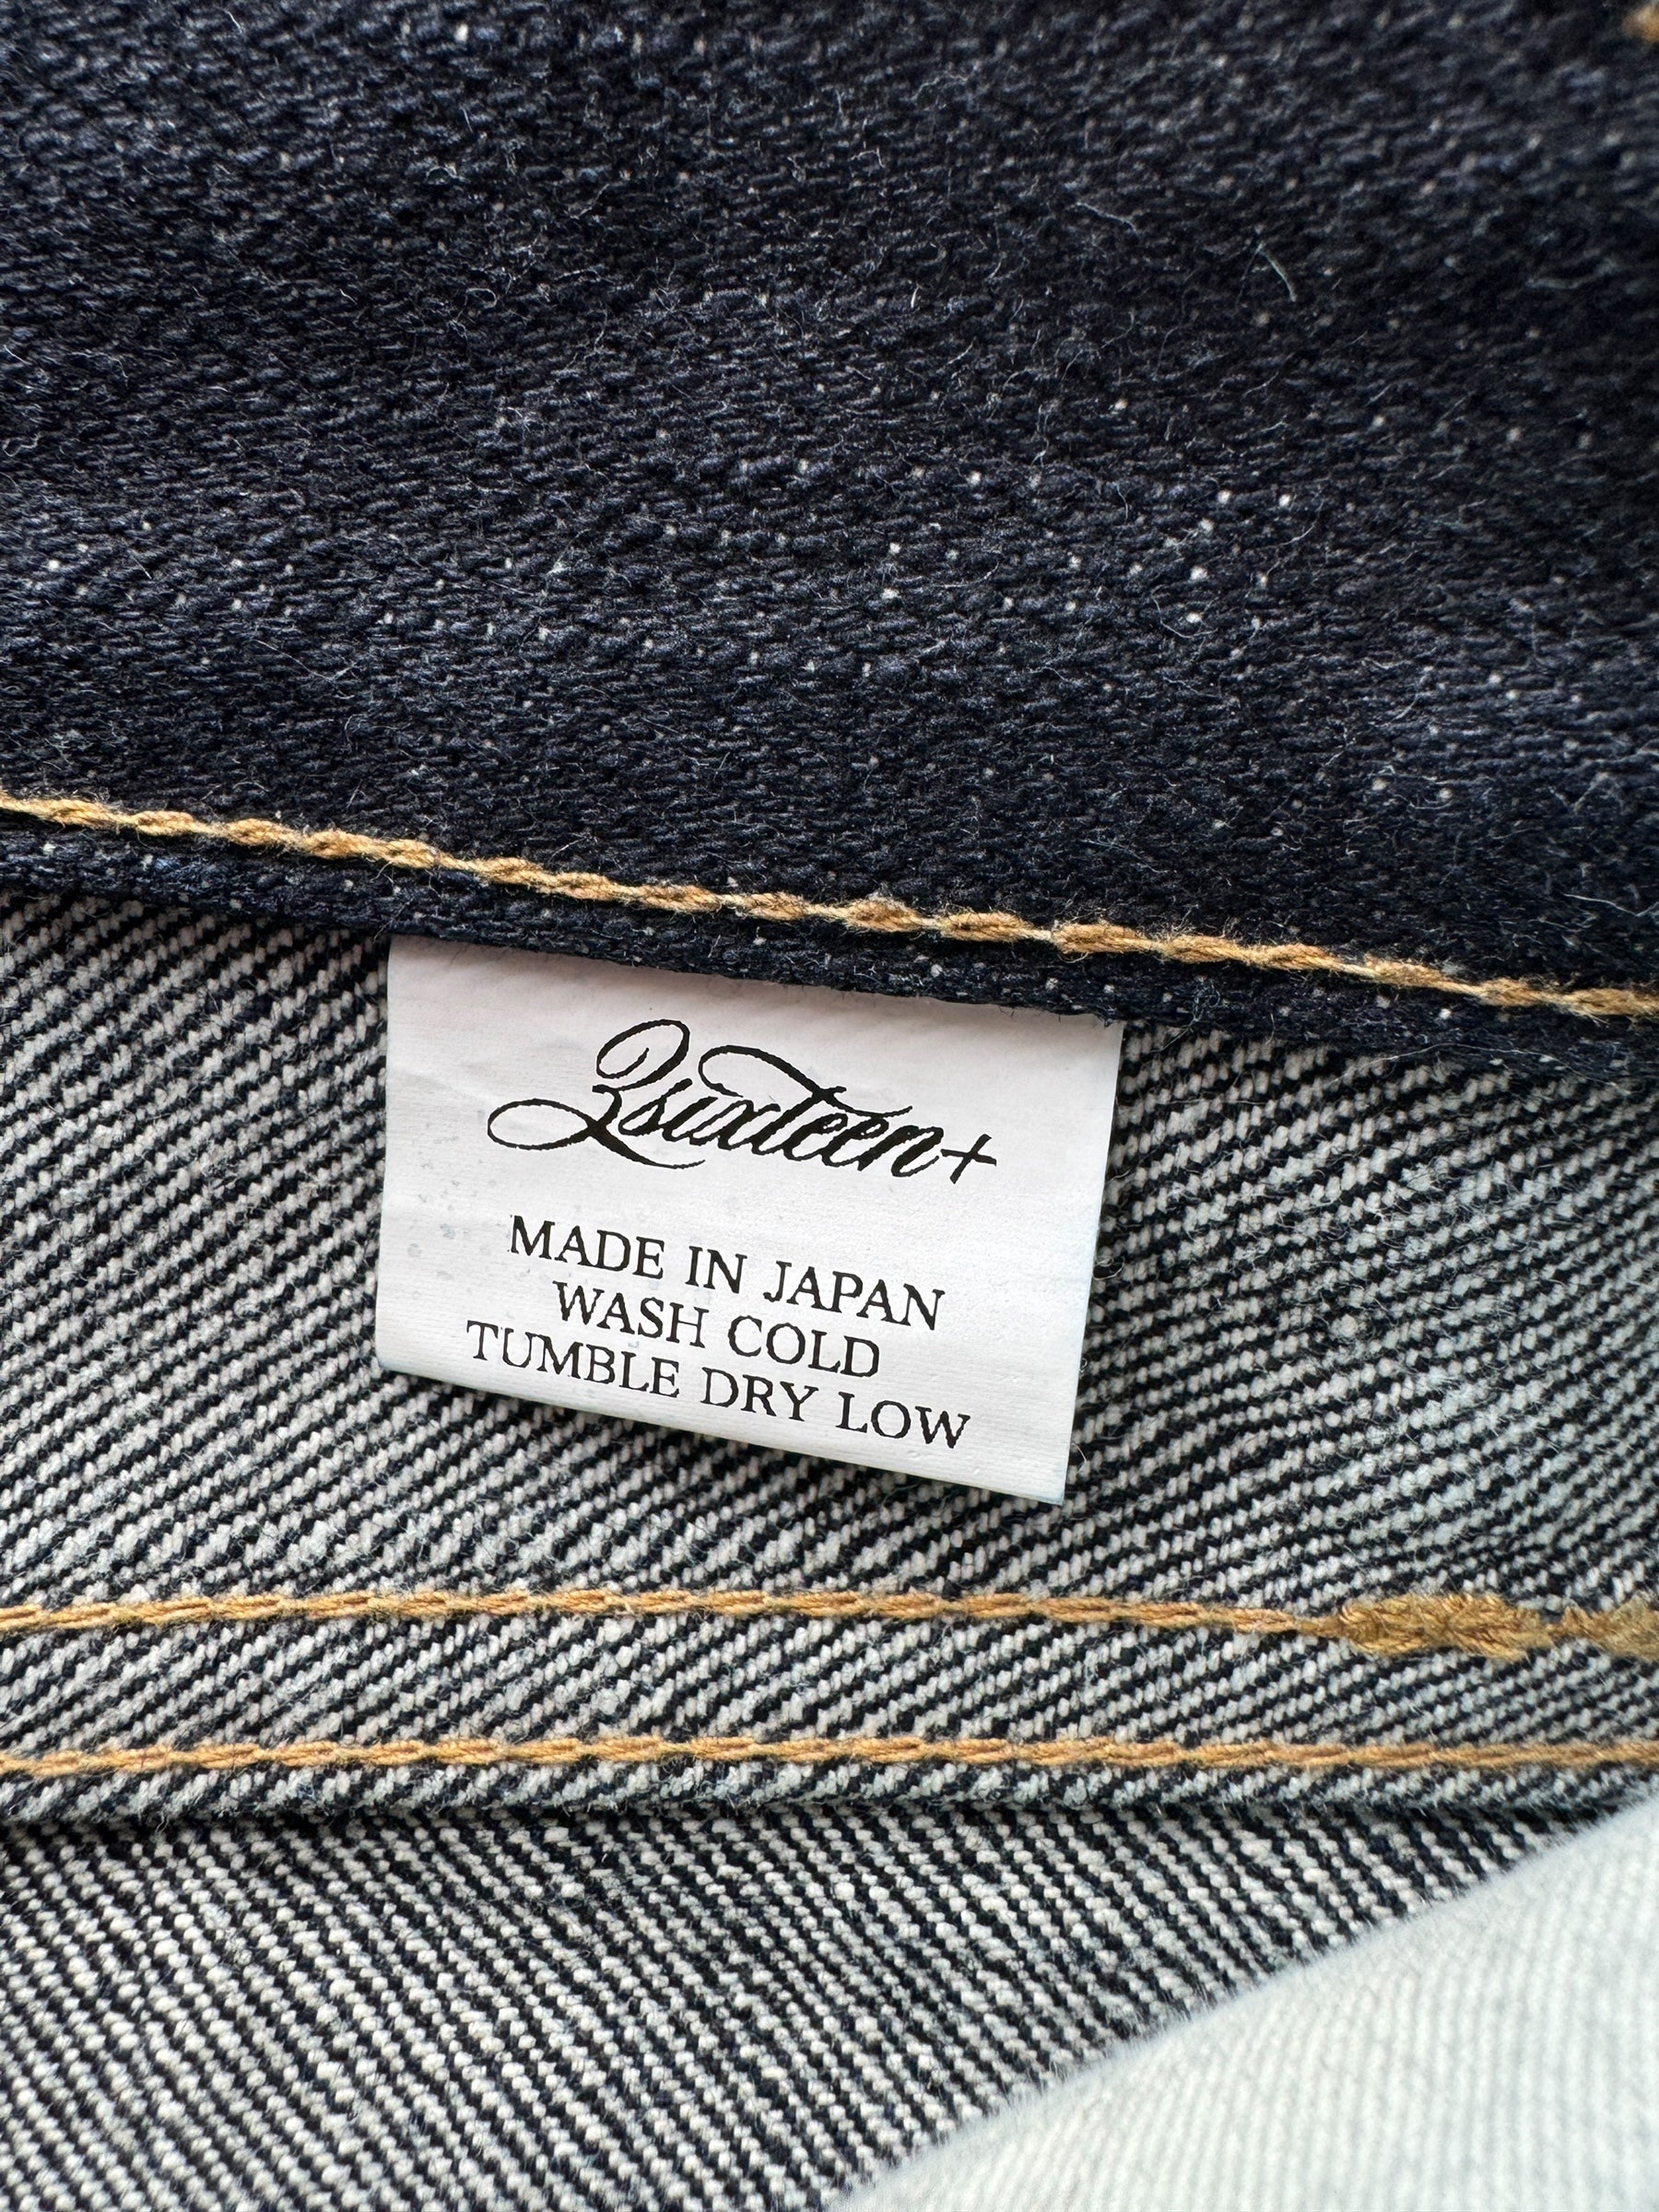 3sixteen+
MADE IN JAPAN
WASH COLD
TUMBLE DRY LOW